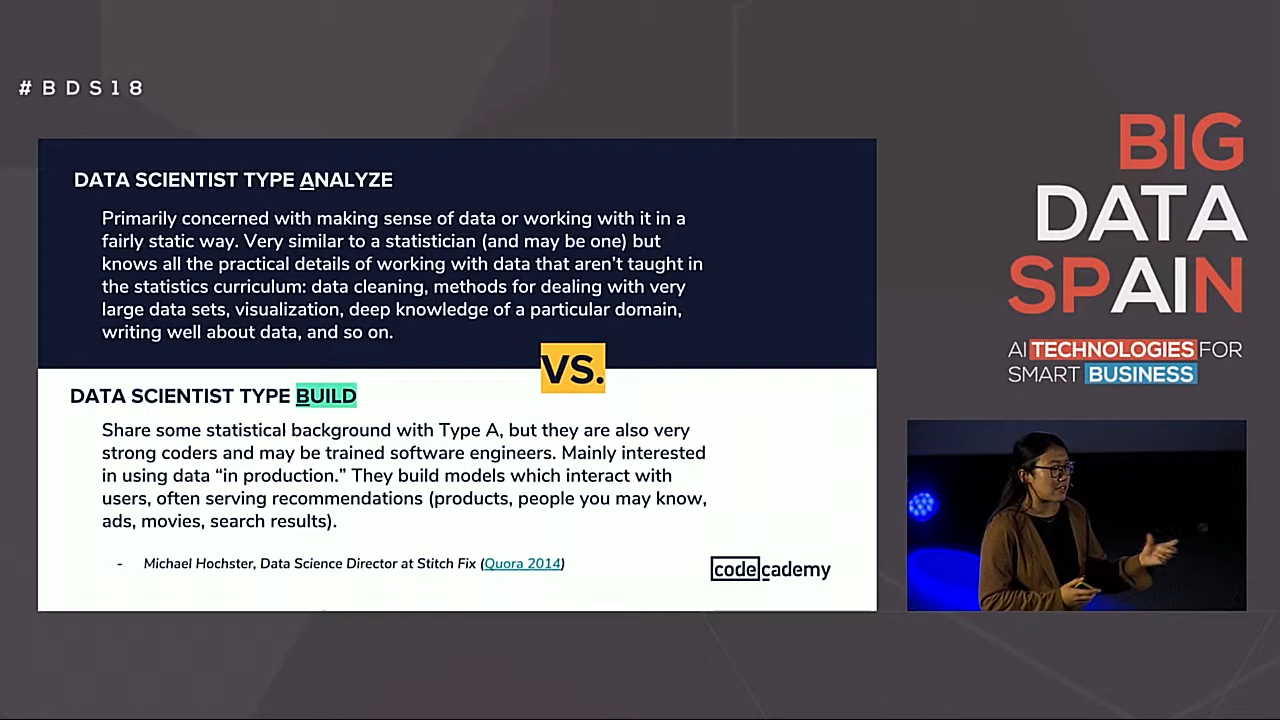 #BDS18
DATA SCIENTIST TYPE ANALYZE
Primarily concerned with making sense of data or working with it in a
fairly static way. Very similar to a statistician (and may be one) but
knows all the practical details of working with data that aren’t taught in
the statistics curriculum: data cleaning, methods for dealing with very
large data sets, visualization, deep knowledge of a particular domain,
writing well about data, and so on.
VS.
DATA SCIENTIST TYPE BUILD
Share some statistical background with Type A, but they are also very
strong coders and may be trained software engineers. Mainly interested
in using data “in production.” They build models which interact with
users, often serving recommendations (products, people you may know,
ads, movies, search results).
- Michael Hochster, Data Science Director at Stitch Fix (Quora 2014)
codecademy
BIG
DATA
SPAIN
AI TECHNOLOGIES FOR
SMART BUSINESS